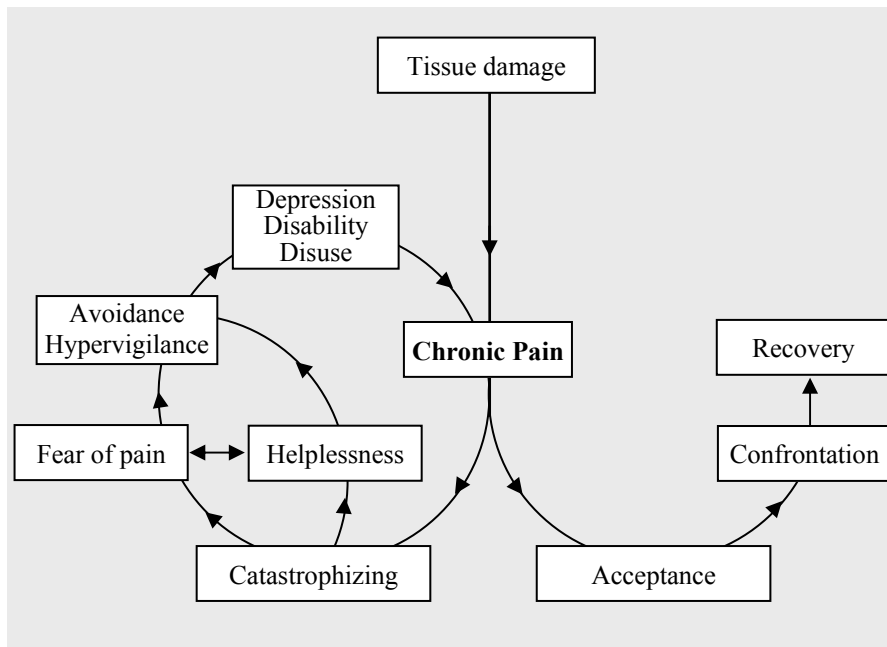 Tissue damage
Depression
Disability
Disuse
Avoidance
Hypervigilance
Chronic Pain
Recovery
Fear of pain
Helplessness
Confrontation
Catastrophizing
Acceptance